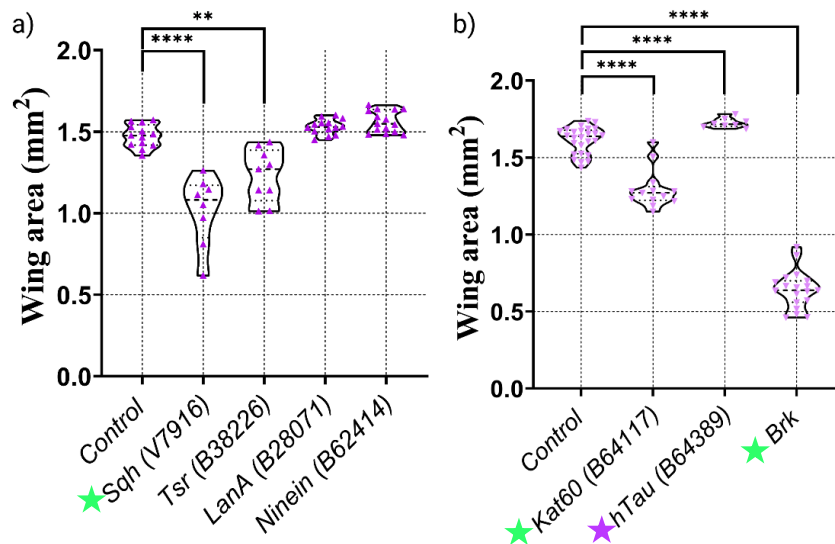 a)
**
****
2.0
1.5
1.0
0.5
0.0
Wing area (mm²)
Control
Sqh (V7916)
Tsr (B38226)
LanA (B28071)
Ninein (B62414)
b)
****
****
****
2.0
1.5
1.0
0.5
0.0
Wing area (mm²)
Control
Kat60 (B64117)
hTau (B64389)
Brk